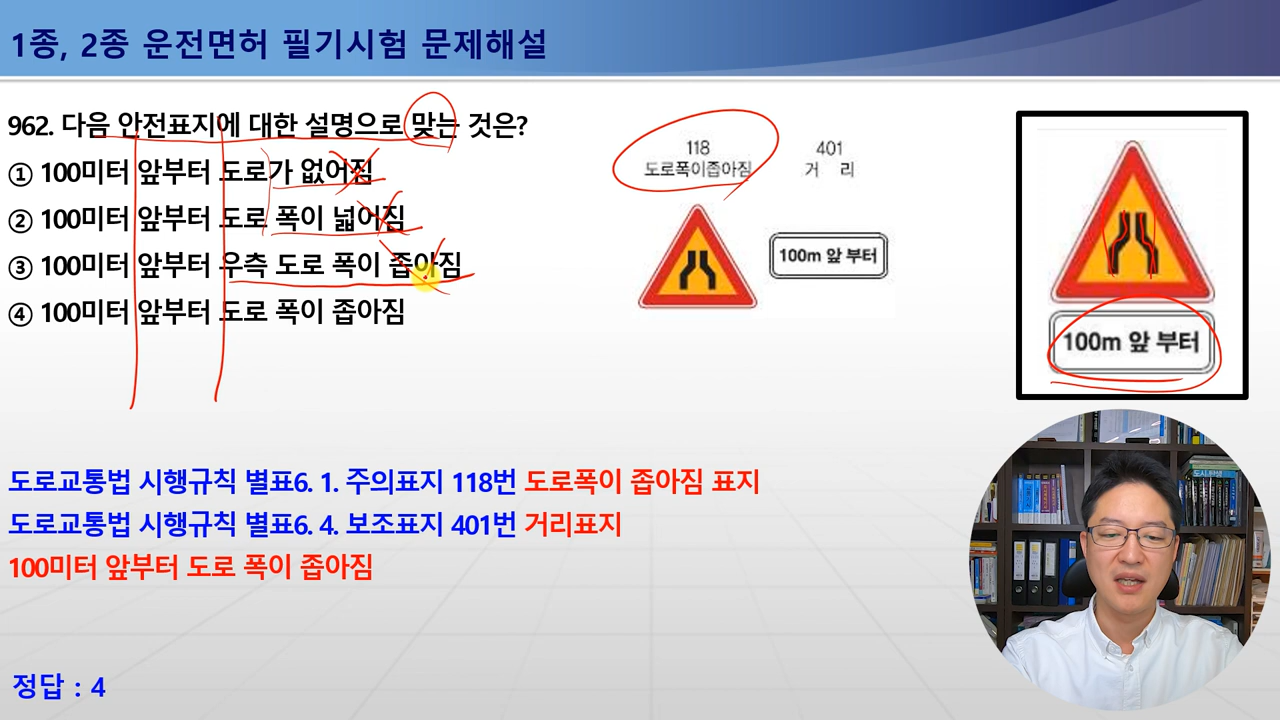 1종, 2종 운전면허 필기시험 문제해설
962. 다음 안전표지에 대한 설명으로 맞는 것은?
① 100미터 앞부터 도로가 없어짐
② 100미터 앞부터 도로 폭이 넓어짐
③ 100미터 앞부터 우측 도로 폭이 좁아짐
④ 100미터 앞부터 도로 폭이 좁아짐
118
도로폭이좁아짐
401
거 리
100m 앞 부터
100m 앞 부터
도로교통법 시행규칙 별표6. 1. 주의표지 118번 도로폭이 좁아짐 표지
도로교통법 시행규칙 별표6. 4. 보조표지 401번 거리표지
100미터 앞부터 도로 폭이 좁아짐
정답 : 4